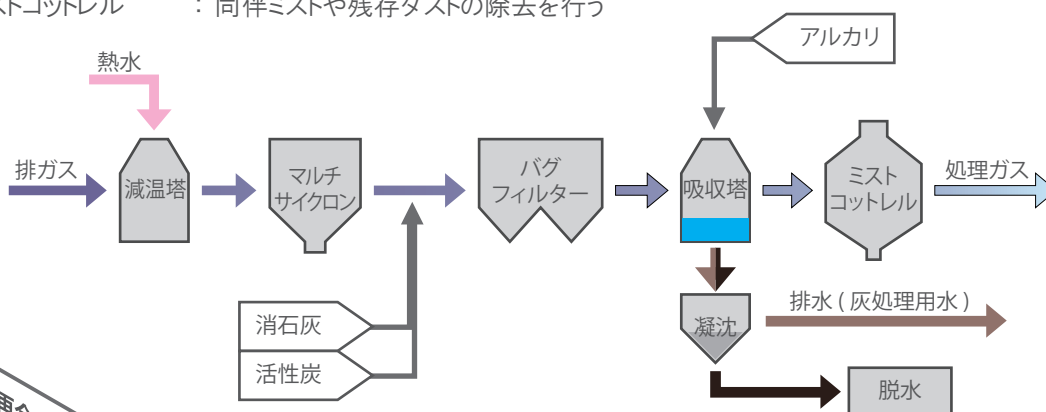 ストコットレル : 同伴ミストや残存ダストの除去を行う
アルカリ
熱水
排ガス
減温塔
マルチ
サイクロン
バグ
フィルター
吸収塔
ミスト
コットレル
処理ガス
消石灰
活性炭
凝沈
排水 ( 灰処理用水 )
脱水